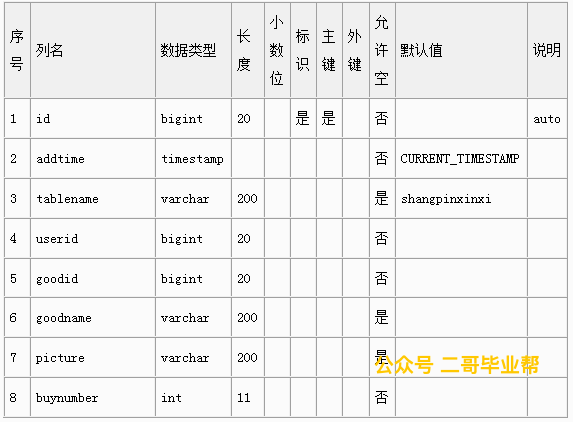 序号 列名 数据类型 长度 小数位 标识 主键 外键 允许空 默认值 说明
1 id bigint 20 是 是 否 auto
2 addtime timestamp 否 CURRENT_TIMESTAMP
3 tablename varchar 200 是 shangpinxinxi
4 userid bigint 20 否
5 goodid bigint 20 否
6 goodname varchar 200 是
7 picture varchar 200 是
公众号 二哥毕业帮
8 buynumber int 11 否